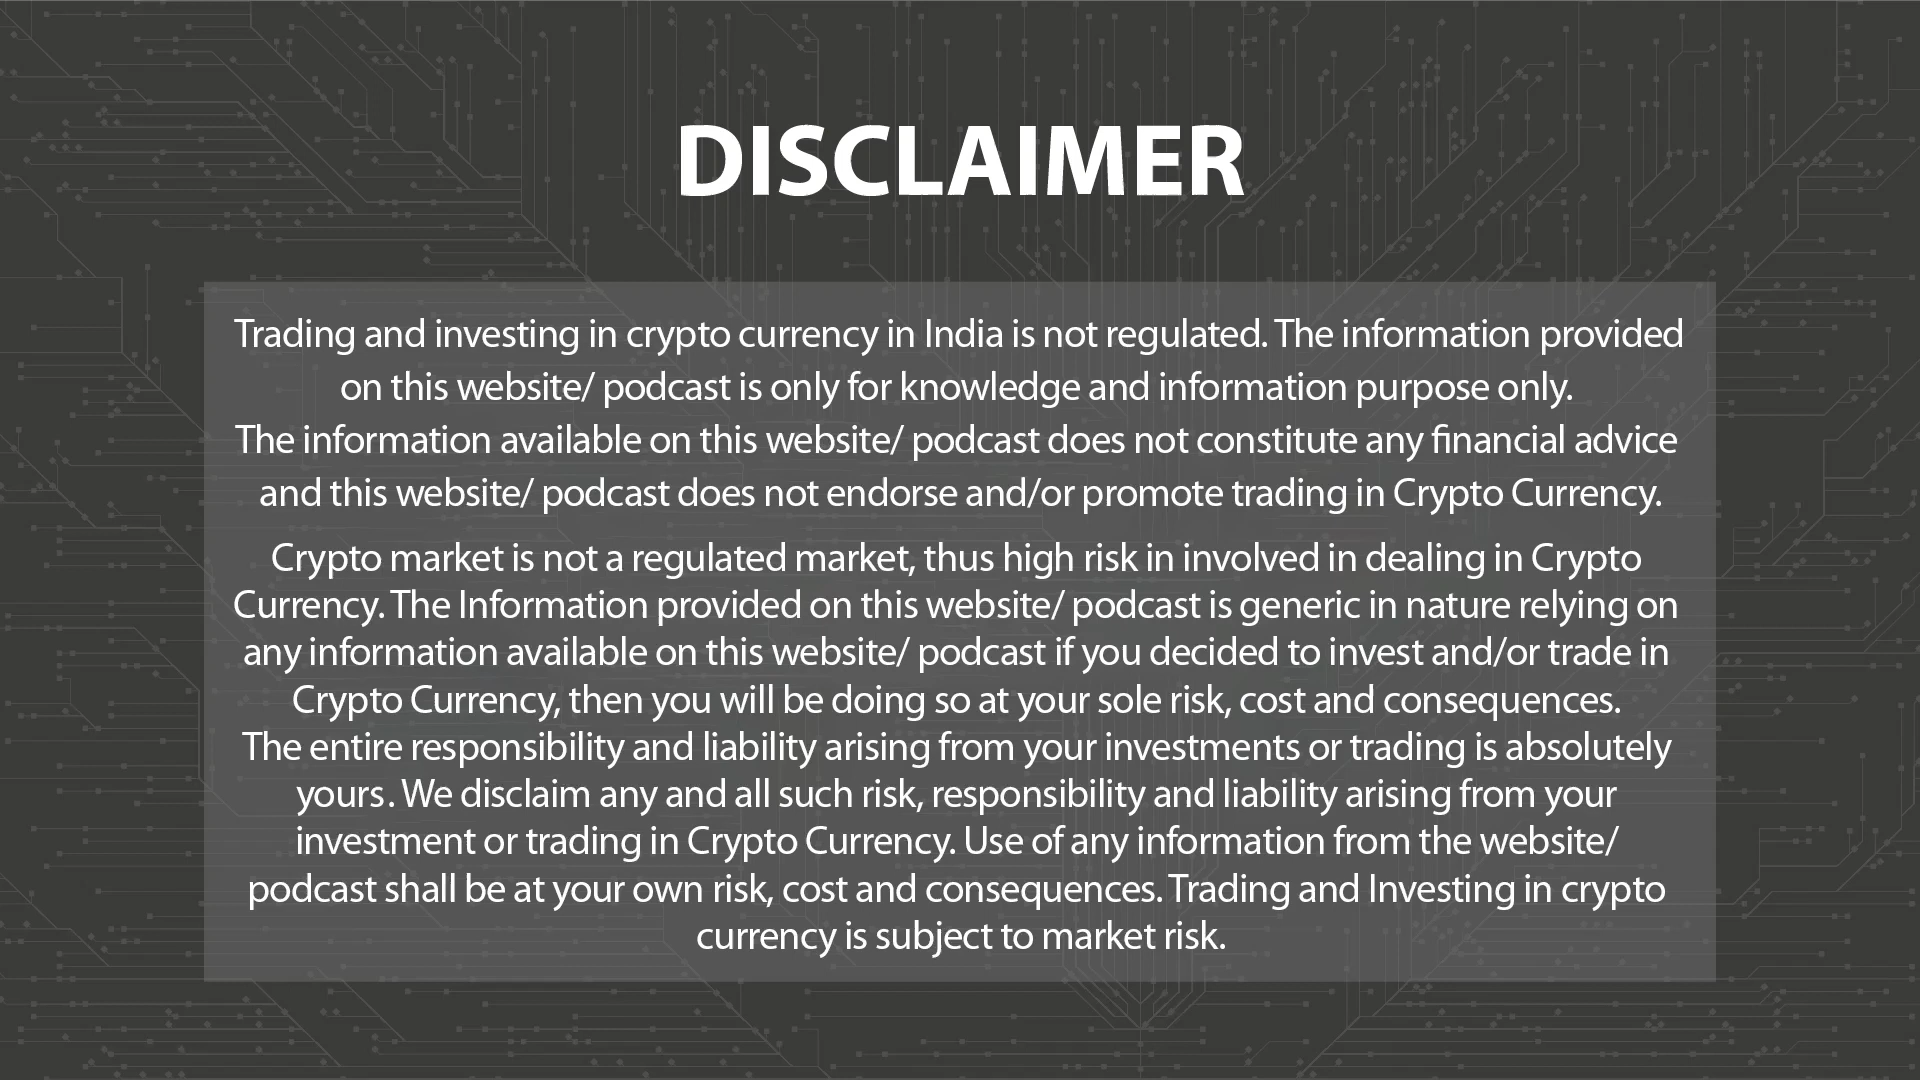 DISCLAIMER
Trading and investing in crypto currency in India is not regulated. The information provided
on this website/ podcast is only for knowledge and information purpose only.
The information available on this website/ podcast does not constitute any financial advice
and this website/ podcast does not endorse and/or promote trading in Crypto Currency.
Crypto market is not a regulated market, thus high risk in involved in dealing in Crypto
Currency. The Information provided on this website/ podcast is generic in nature relying on
any information available on this website/ podcast if you decided to invest and/or trade in
Crypto Currency, then you will be doing so at your sole risk, cost and consequences.
The entire responsibility and liability arising from your investments or trading is absolutely
yours. We disclaim any and all such risk, responsibility and liability arising from your
investment or trading in Crypto Currency. Use of any information from the website/
podcast shall be at your own risk, cost and consequences. Trading and Investing in crypto
currency is subject to market risk.